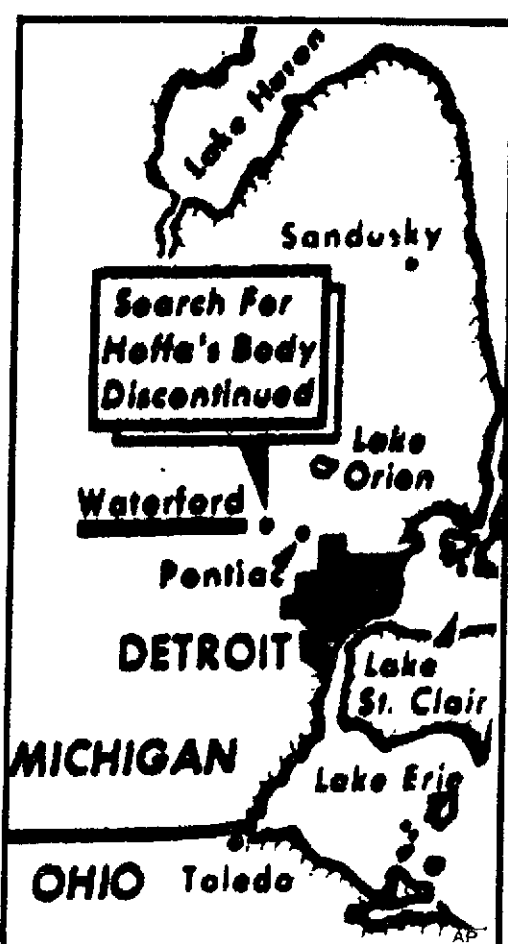 Lake Huron
Sandusky
Search For
Hoffa's Body
Discontinued
Lake
Orion
Waterford
Pontiac
DETROIT
Lake
St. Clair
MICHIGAN
Lake Erie
OHIO
Toledo
AP